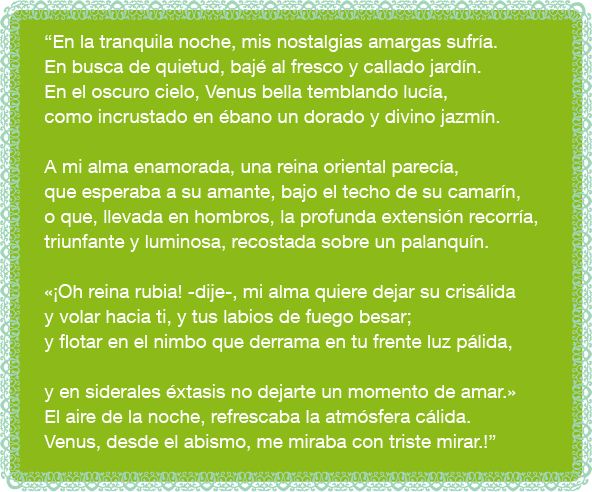 “En la tranquila noche, mis nostalgias amargas sufría.
En busca de quietud, bajé al fresco y callado jardín.
En el oscuro cielo, Venus bella temblando lucía,
como incrustado en ébano un dorado y divino jazmín.

A mi alma enamorada, una reina oriental parecía,
que esperaba a su amante, bajo el techo de su camarín,
o que, llevada en hombros, la profunda extensión recorría,
triunfante y luminosa, recostada sobre un palanquín.

«¡Oh reina rubia! -dije-, mi alma quiere dejar su crisálida
y volar hacia ti, y tus labios de fuego besar;
y flotar en el nimbo que derrama en tu frente luz pálida,

y en siderales éxtasis no dejarte un momento de amar.»
El aire de la noche, refrescaba la atmósfera cálida.
Venus, desde el abismo, me miraba con triste mirar.!”